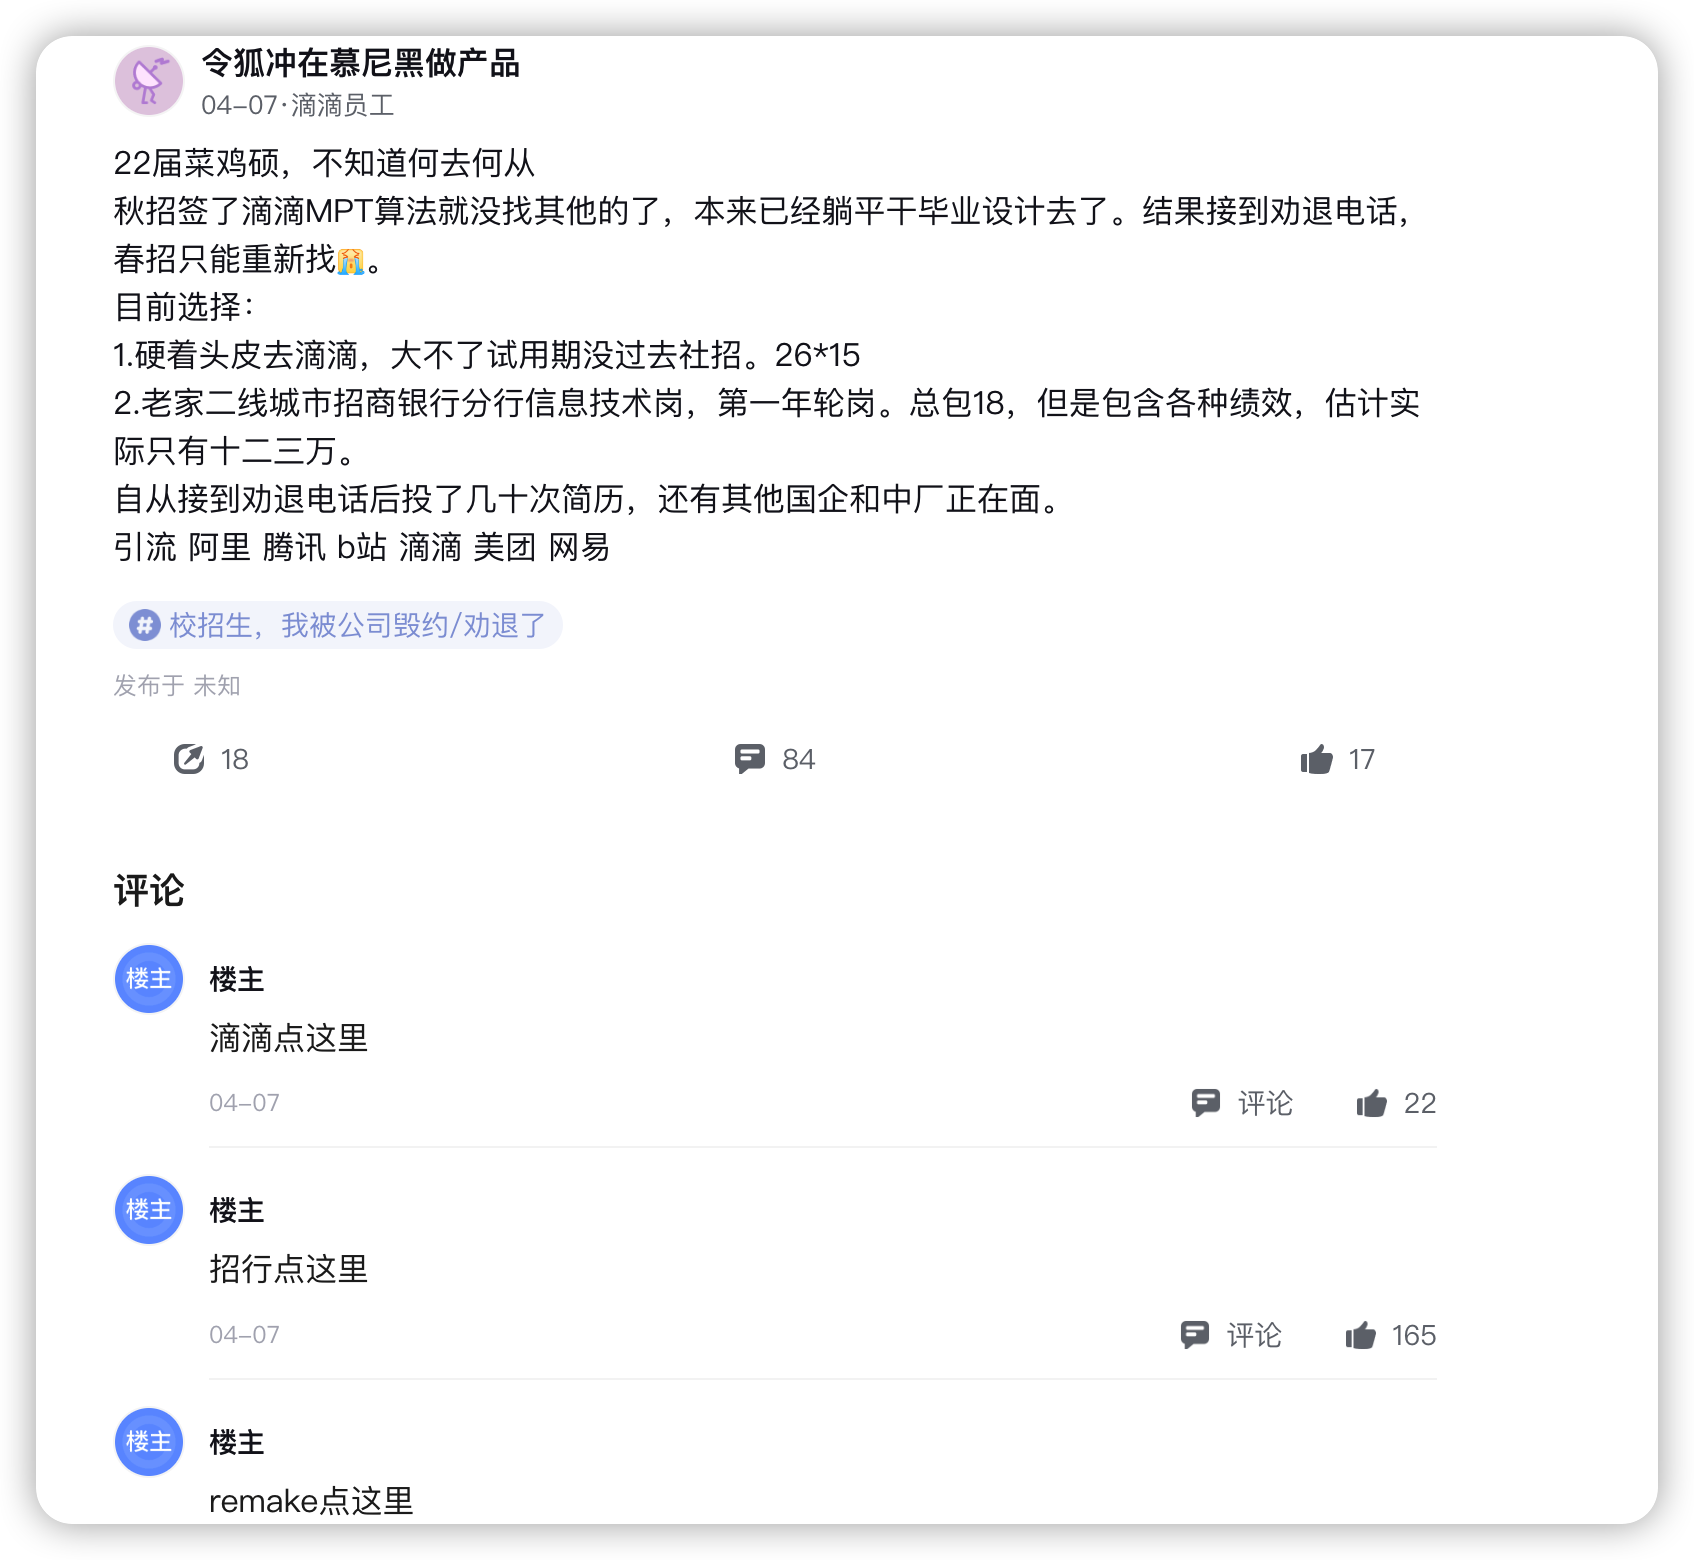 令狐冲在慕尼黑做产品
04-07·滴滴员工
22届菜鸡硕，不知道何去何从
秋招签了滴滴MPT算法就没找其他的了，本来已经躺平干毕业设计去了。结果接到劝退电话，
春招只能重新找😭。
目前选择：
1.硬着头皮去滴滴，大不了试用期没过去社招。26*15
2.老家二线城市招商银行分行信息技术岗，第一年轮岗。总包18，但是包含各种绩效，估计实
际只有十二三万。
自从接到劝退电话后投了几十次简历，还有其他国企和中厂正在面。
引流 阿里 腾讯 b站 滴滴 美团 网易
# 校招生，我被公司毁约/劝退了
发布于 未知
18 84 17
评论
楼主 楼主
滴滴点这里
04-07 评论 22
楼主 楼主
招行点这里
04-07 评论 165
楼主 楼主
remake点这里